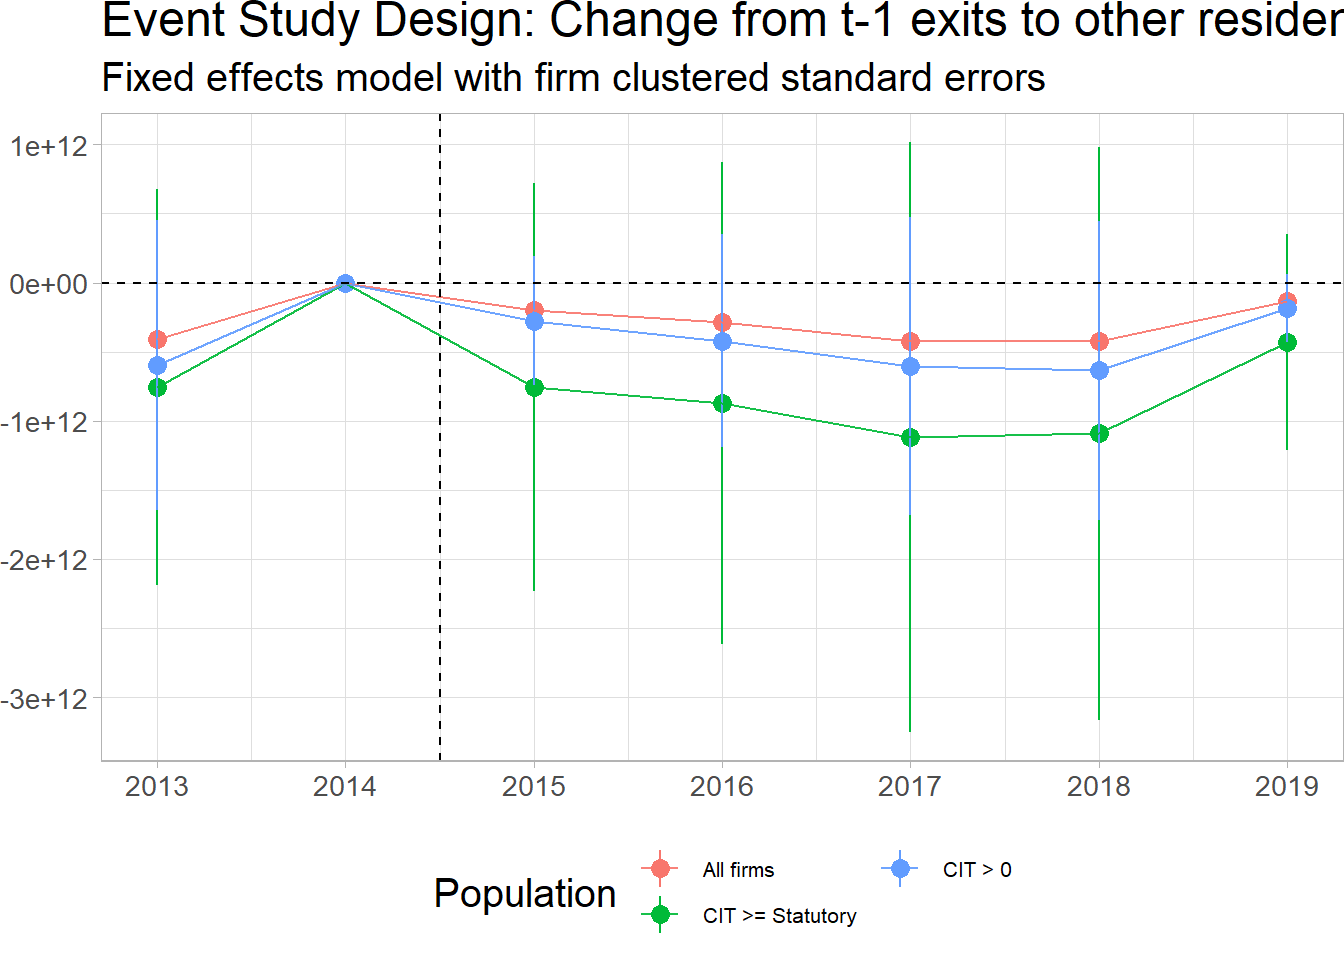 Event Study Design: Change from t-1 exits to other
Fixed effects model with firm clustered standard errors
1e+12
0e+00
-1e+12
-2e+12
-3e+12
2013 2014 2015 2016 2017 2018 2019
Population
All firms
CIT > 0
CIT >= Statutory